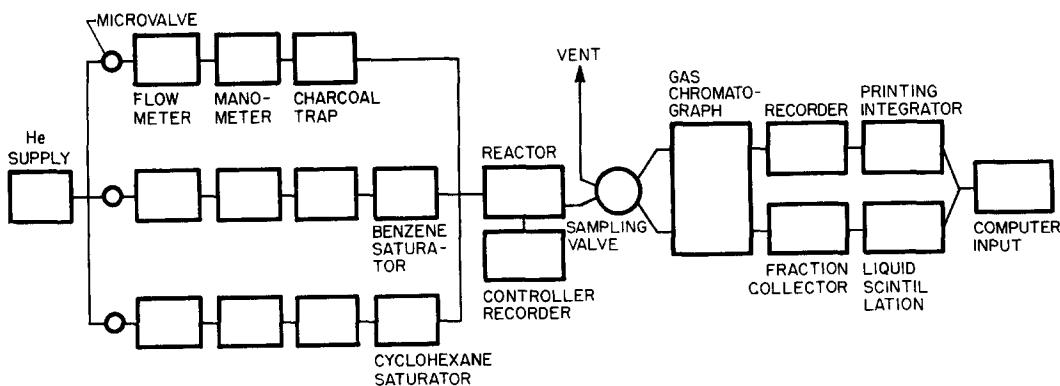 MICROVALVE
FLOW
METER
MANO-
METER
CHARCOAL
TRAP
He
SUPPLY
BENZENE
SATURA-
TOR
CYCLOHEXANE
SATURATOR
REACTOR
CONTROLLER
RECORDER
VENT
SAMPLING
VALVE
GAS
CHROMATO-
GRAPH
RECORDER
PRINTING
INTEGRATOR
FRACTION
COLLECTOR
LIQUID
SCINTIL
LATION
COMPUTER
INPUT